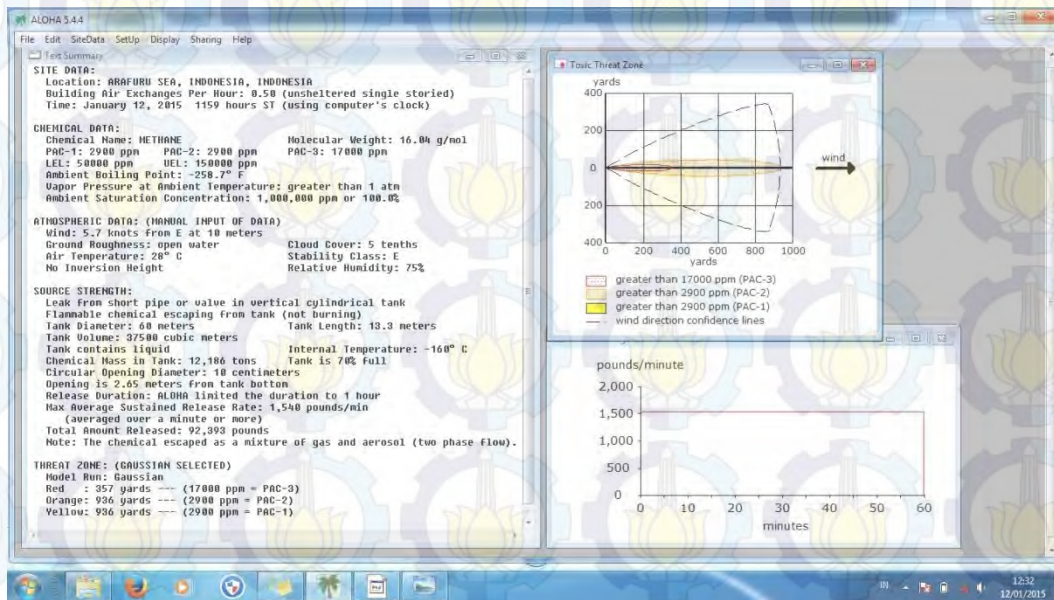 ALOHA 5.4.4
File Edit SiteData SetUp Display Sharing Help
Text Summary
SITE DATA:
Location: ARAFURU SEA, INDONESIA, INDONESIA
Building Air Exchanges Per Hour: 0.50 (unsheltered single storied)
Time: January 12, 2015 1159 hours ST (using computer's clock)
CHEMICAL DATA:
Chemical Name: METHANE Molecular Weight: 16.04 g/mol
PAC-1: 2900 ppm PAC-2: 2900 ppm PAC-3: 17000 ppm
LEL: 50000 ppm UEL: 150000 ppm
Ambient Boiling Point: -258.7° F
Vapor Pressure at Ambient Temperature: greater than 1 atm
Ambient Saturation Concentration: 1,000,000 ppm or 100.0%
ATMOSPHERIC DATA: (MANUAL INPUT OF DATA)
Wind: 5.7 knots from E at 10 meters
Ground Roughness: open water Cloud Cover: 5 tenths
Air Temperature: 28° C Stability Class: E
No Inversion Height Relative Humidity: 75%
SOURCE STRENGTH:
Leak from short pipe or valve in vertical cylindrical tank
Flammable chemical escaping from tank (not burning)
Tank Diameter: 60 meters Tank Length: 13.3 meters
Tank Volume: 37500 cubic meters
Tank contains liquid Internal Temperature: -160° C
Chemical Mass in Tank: 12,186 tons Tank is 70% full
Circular Opening Diameter: 10 centimeters
Opening is 2.65 meters from tank bottom
Release Duration: ALOHA limited the duration to 1 hour
Max Average Sustained Release Rate: 1,540 pounds/min
(averaged over a minute or more)
Total Amount Released: 92,393 pounds
Note: The chemical escaped as a mixture of gas and aerosol (two phase flow).
THREAT ZONE: (GAUSSIAN SELECTED)
Model Run: Gaussian
Red : 357 yards --- (17000 ppm = PAC-3)
Orange: 936 yards --- (2900 ppm = PAC-2)
Yellow: 936 yards --- (2900 ppm = PAC-1)
Toxic Threat Zone
yards
400
200
0
200
400
0 200 400 600 800 1000
yards
wind
greater than 17000 ppm (PAC-3)
greater than 2900 ppm (PAC-2)
greater than 2900 ppm (PAC-1)
wind direction confidence lines
pounds/minute
2,000
1,500
1,000
500
0
0 10 20 30 40 50 60
minutes
IN
12:32
12/01/2015